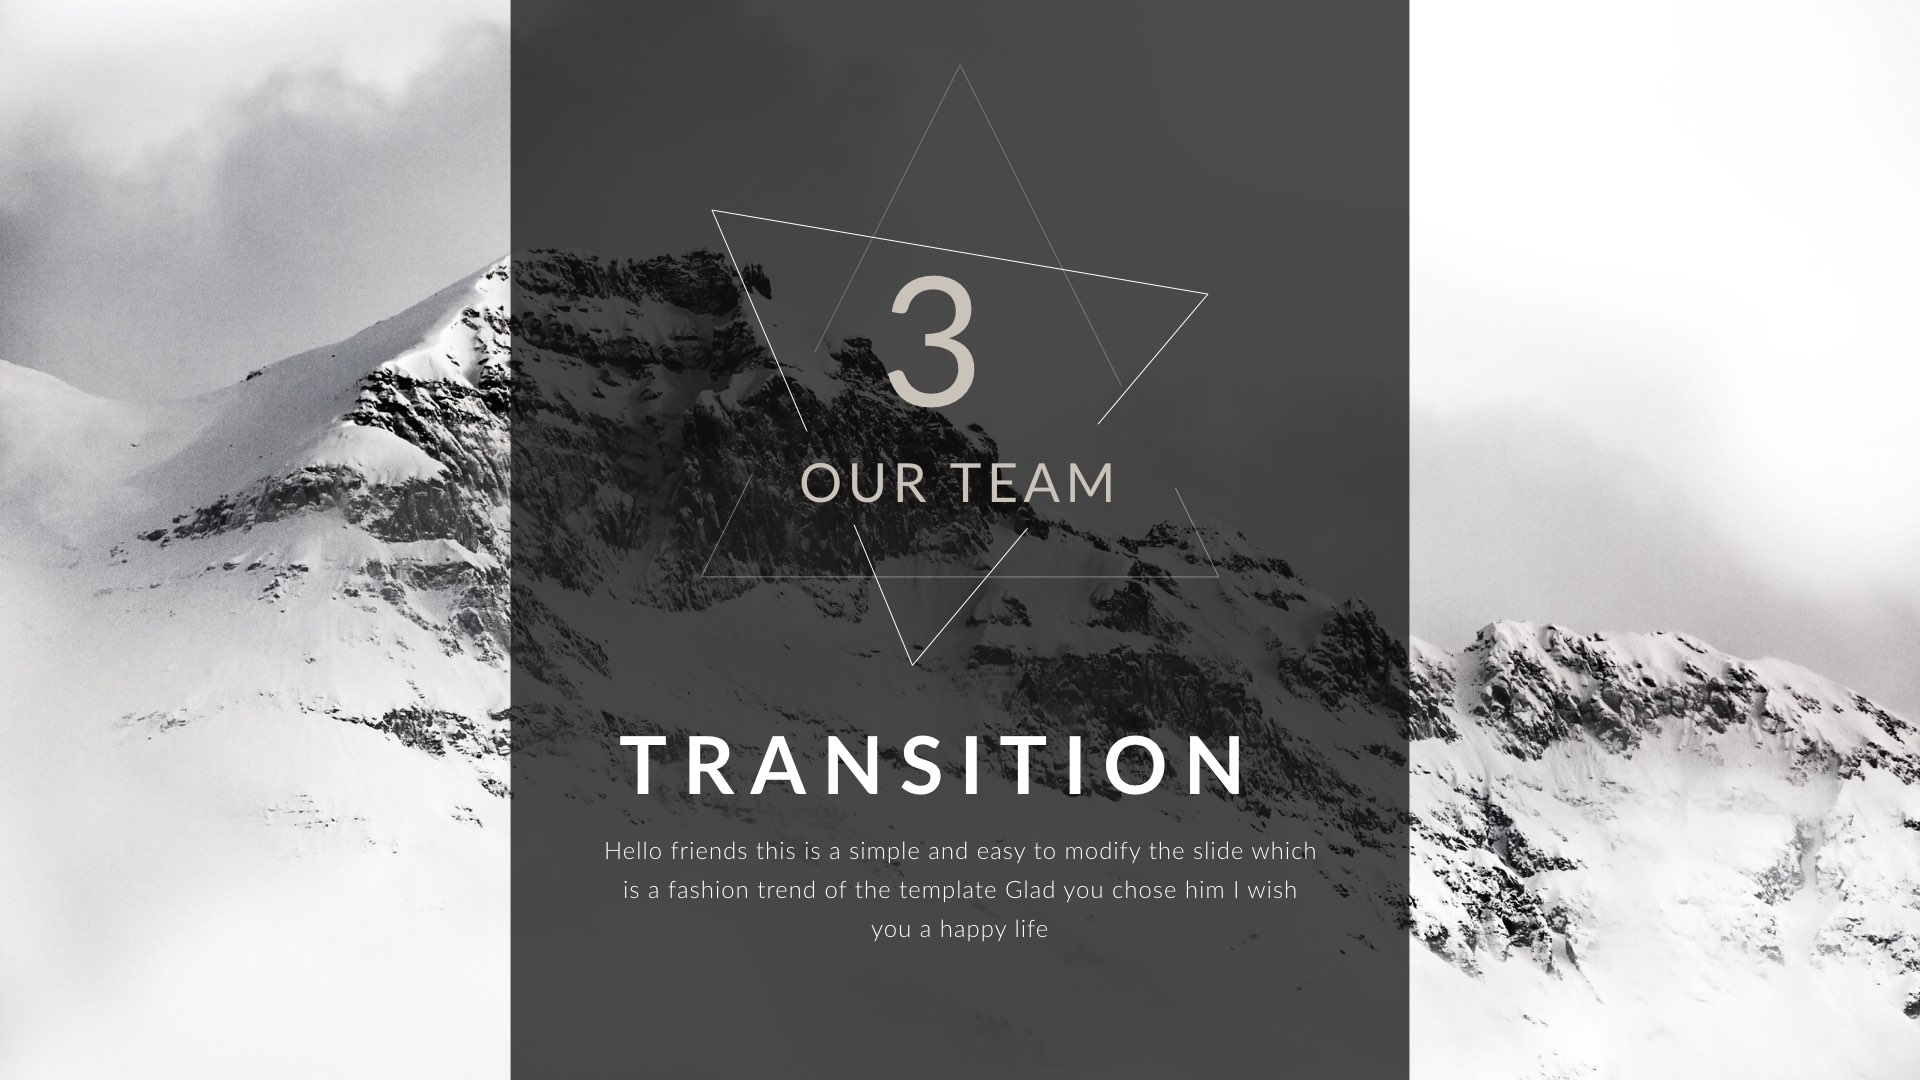 3
OUR TEAM
TRANSITION
Hello friends this is a simple and easy to modify the slide which
is a fashion trend of the template Glad you chose him I wish
you a happy life